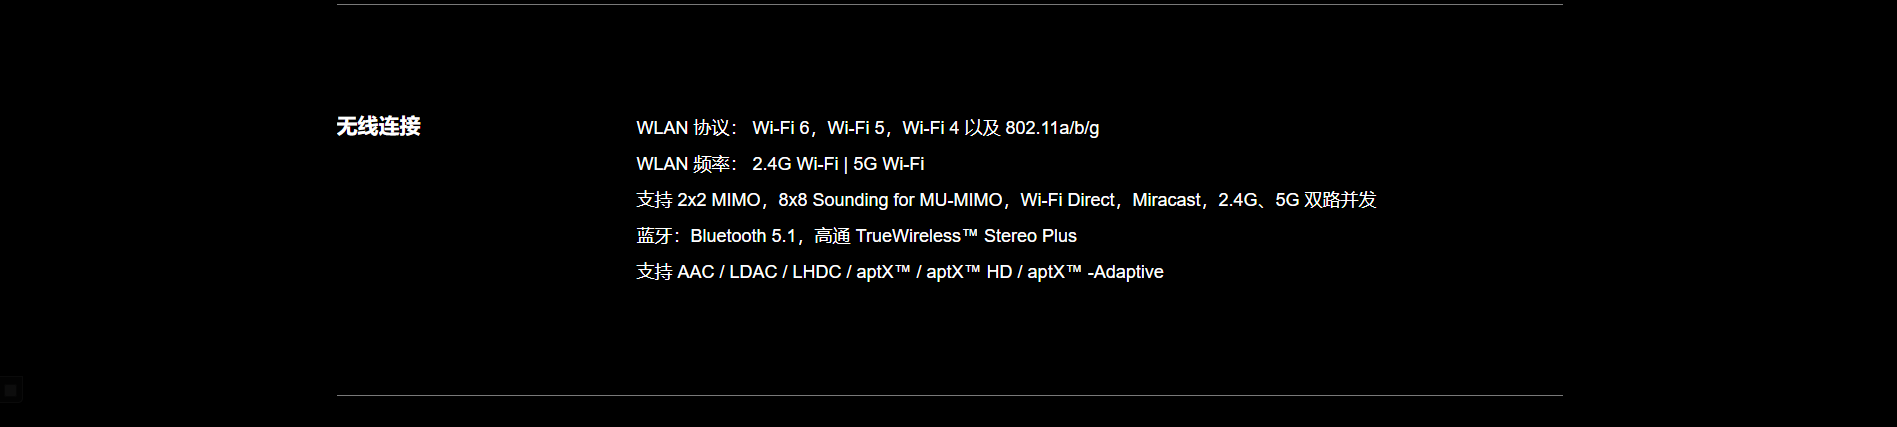 无线连接
WLAN 协议： Wi-Fi 6，Wi-Fi 5，Wi-Fi 4 以及 802.11a/b/g
WLAN 频率： 2.4G Wi-Fi | 5G Wi-Fi
支持 2x2 MIMO，8x8 Sounding for MU-MIMO，Wi-Fi Direct，Miracast，2.4G、5G 双路并发
蓝牙：Bluetooth 5.1，高通 TrueWireless™ Stereo Plus
支持 AAC / LDAC / LHDC / aptX™ / aptX™ HD / aptX™ -Adaptive